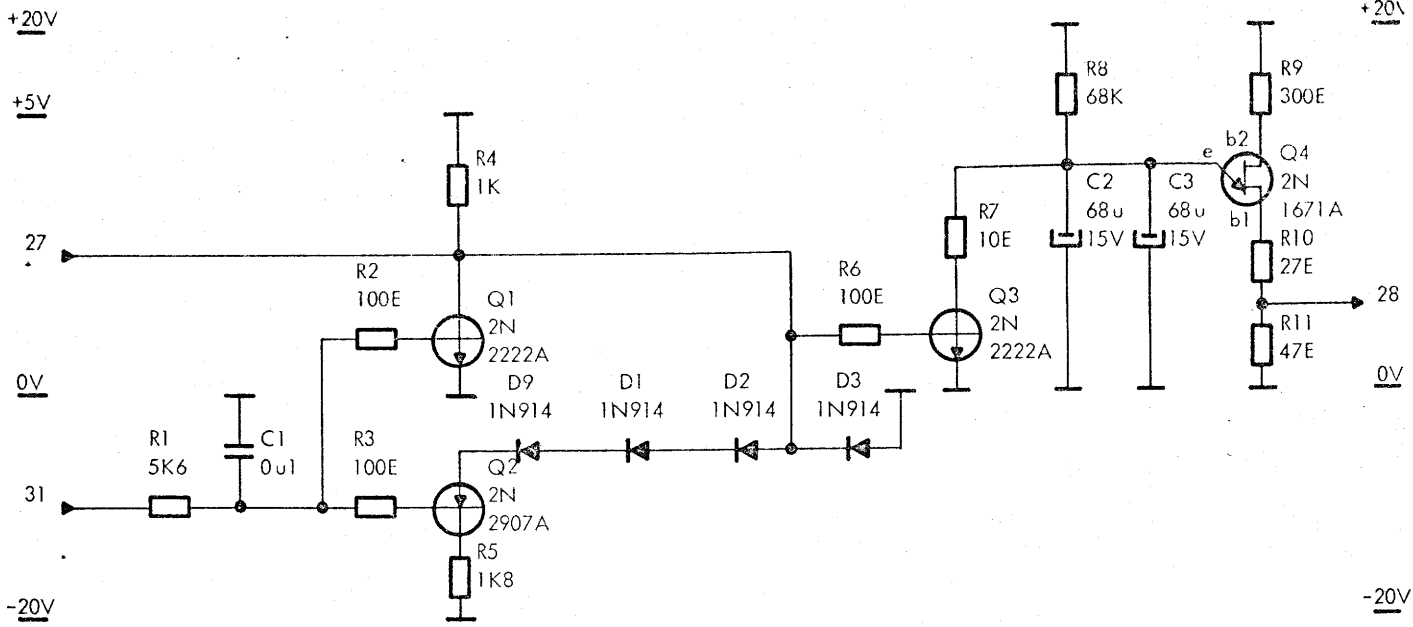 +20V
+20V
+5V
R8
68K
R9
300E
R4
1K
b2
e
Q4
2N
1671A
b1
C2
68u
15V
C3
68u
15V
R7
10E
27
R10
27E
R2
100E
R6
100E
Q1
2N
2222A
Q3
2N
2222A
28
R11
47E
0V
0V
D9
1N914
D1
1N914
D2
1N914
D3
1N914
R1
5K6
C1
0u1
R3
100E
Q2
2N
2907A
31
R5
1K8
-20V
-20V